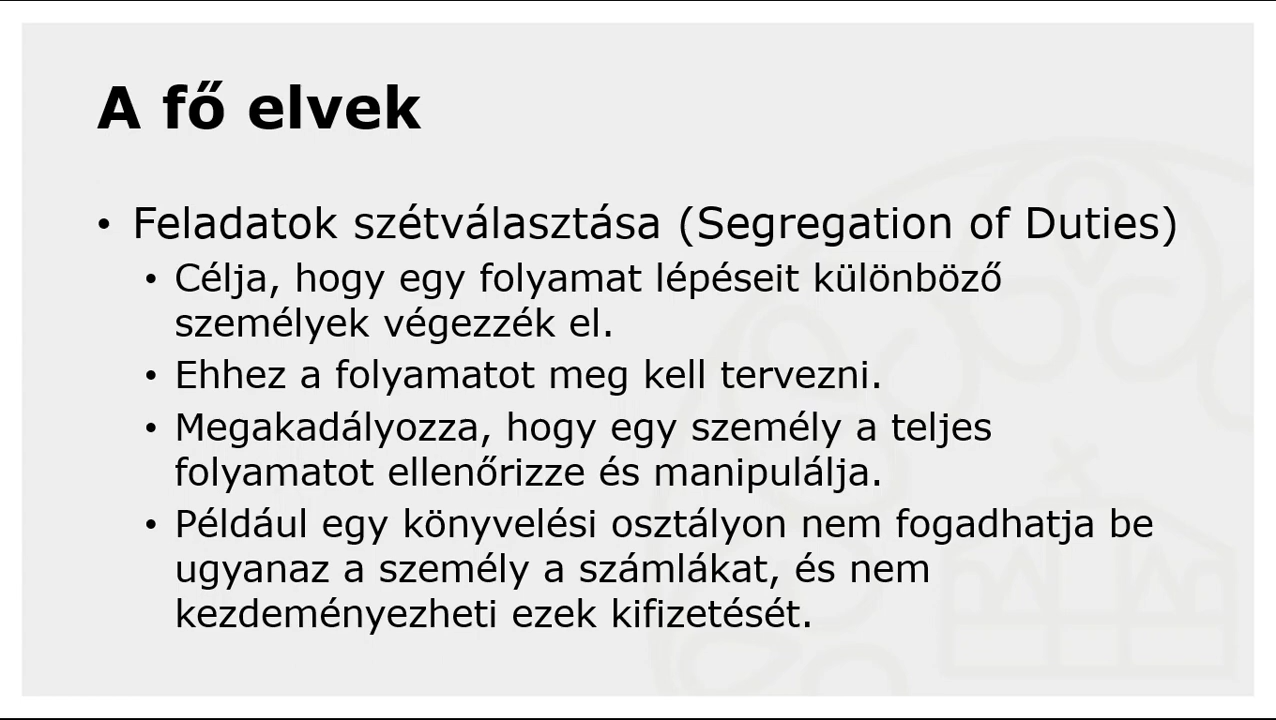 A fő elvek
• Feladatok szétválasztása (Segregation of Duties)
• Célja, hogy egy folyamat lépéseit különböző
személyek végezzék el.
• Ehhez a folyamatot meg kell tervezni.
• Megakadályozza, hogy egy személy a teljes
folyamatot ellenőrizze és manipulálja.
• Például egy könyvelési osztályon nem fogadhatja be
ugyanaz a személy a számlákat, és nem
kezdeményezheti ezek kifizetését.